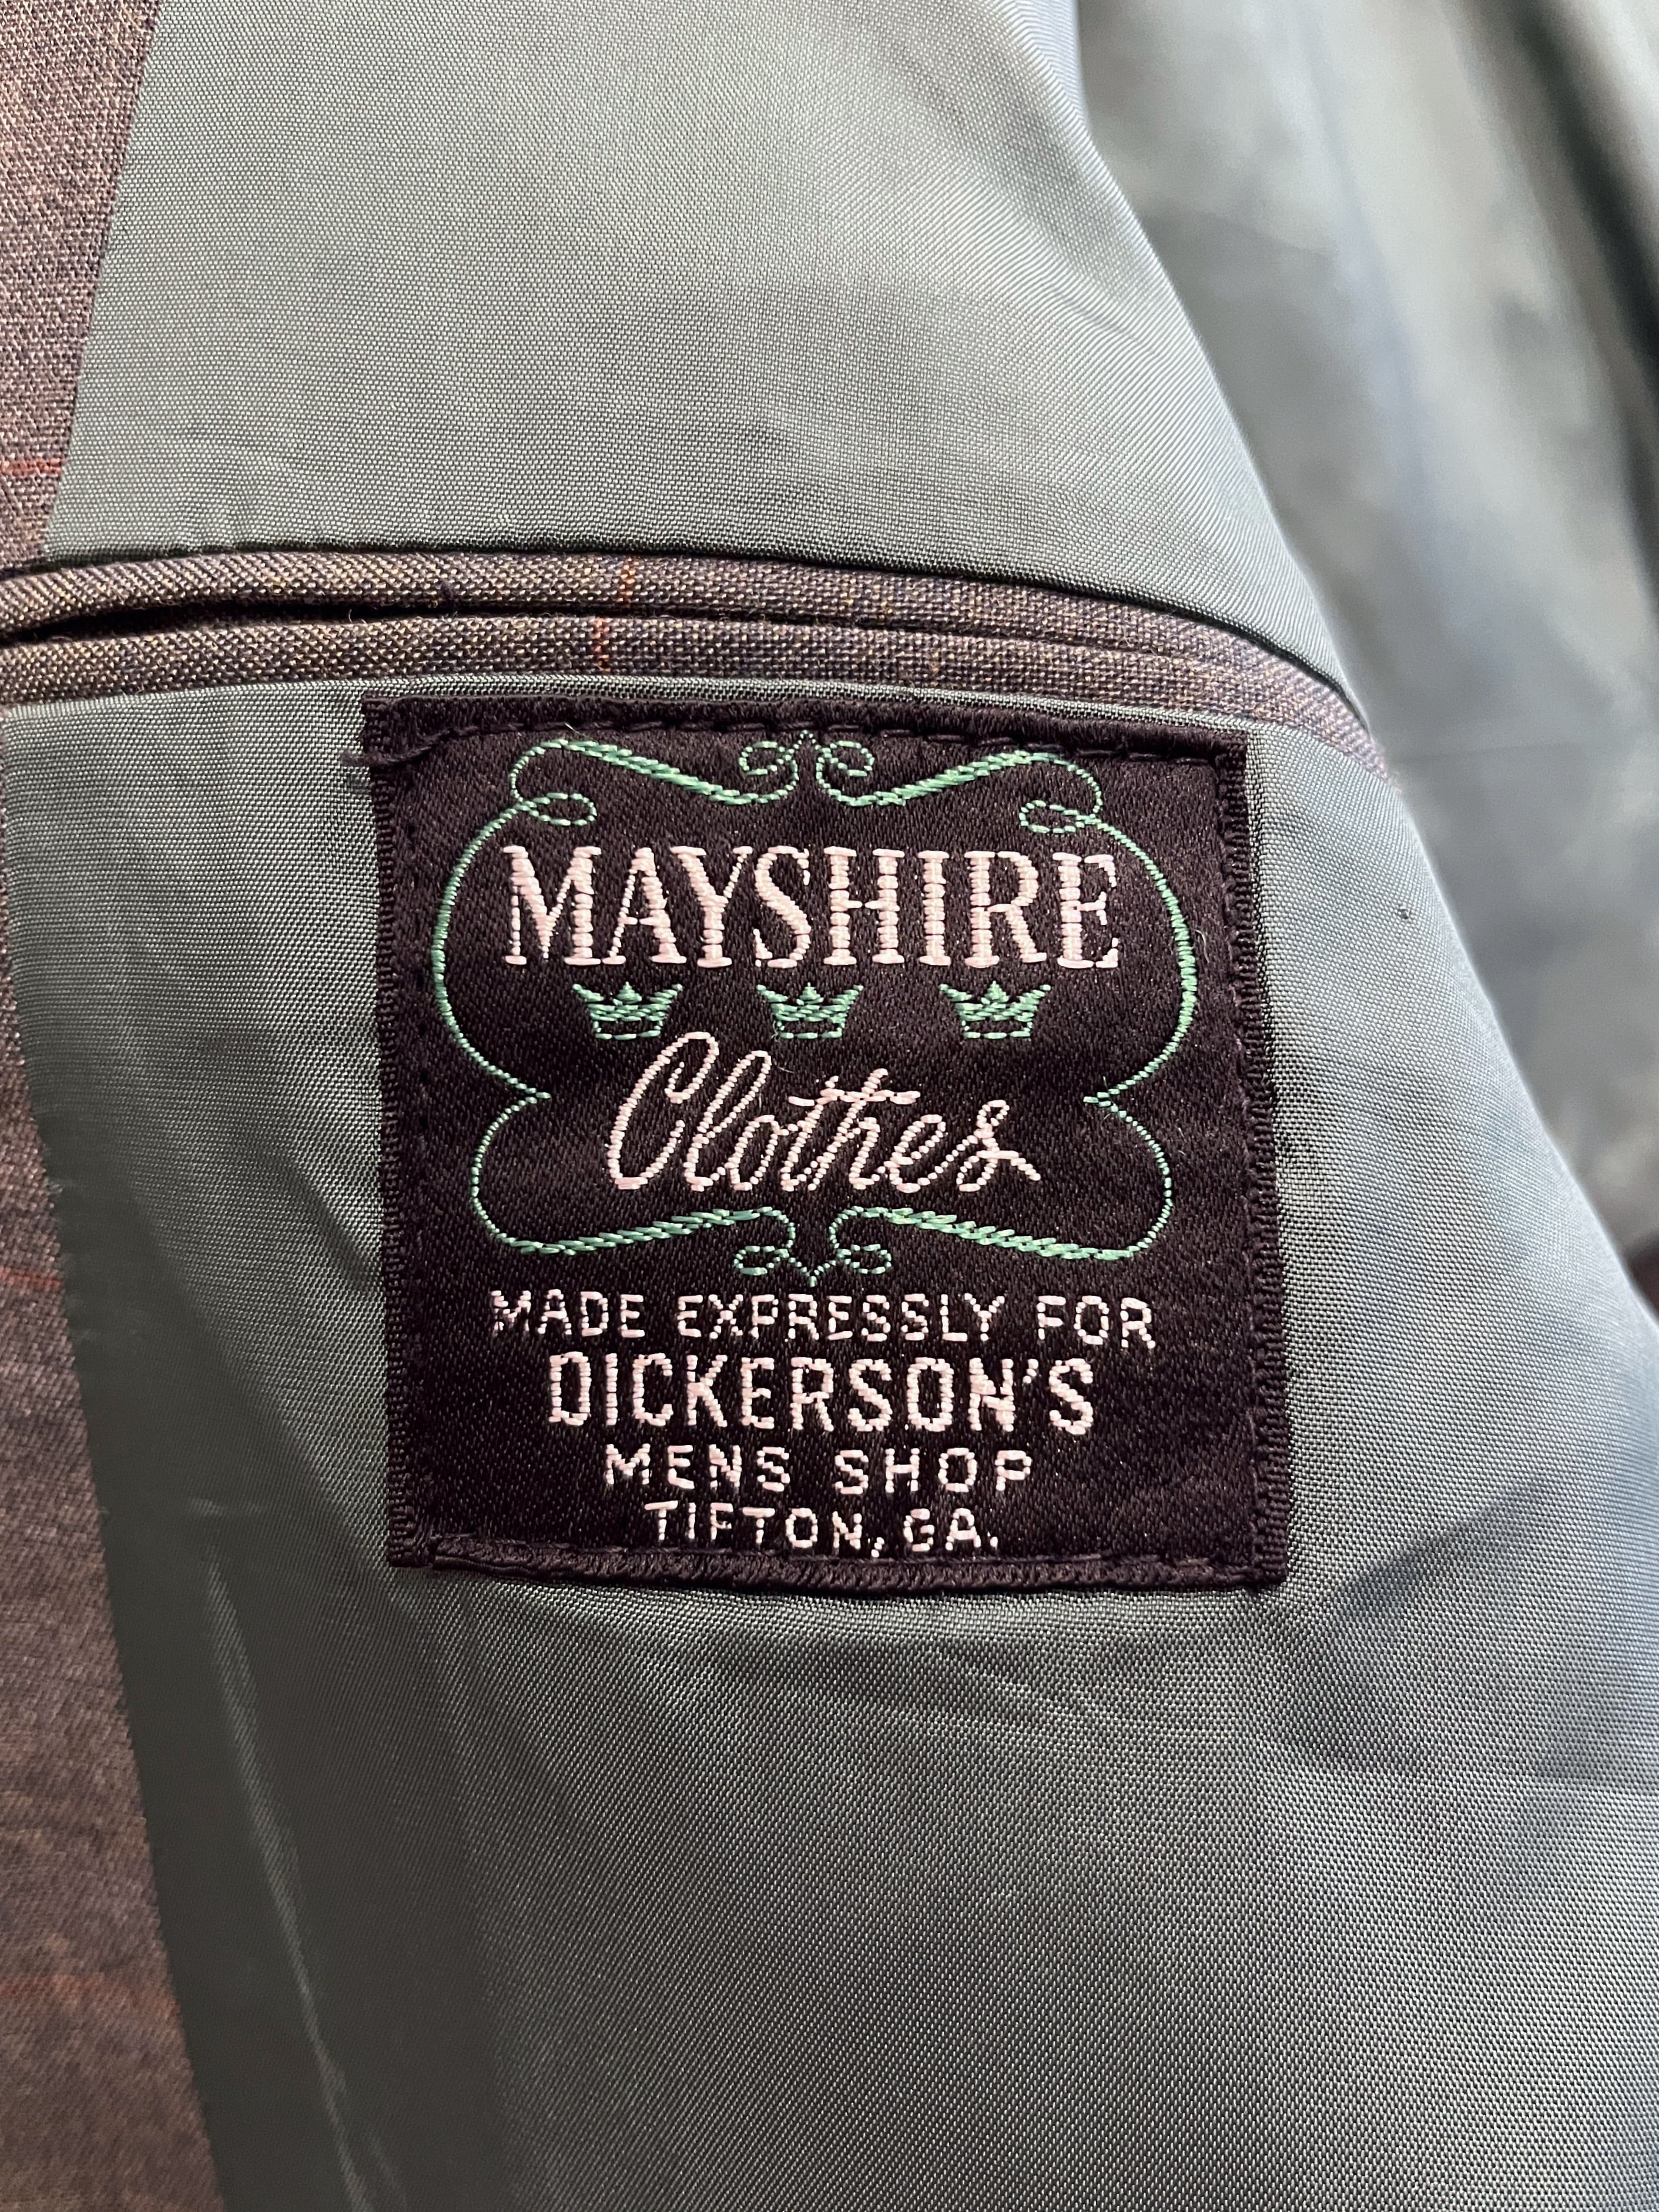 MAYSHIRE
Clothes
MADE EXPRESSLY FOR
DICKERSON'S
MENS SHOP
TIFTON, GA.